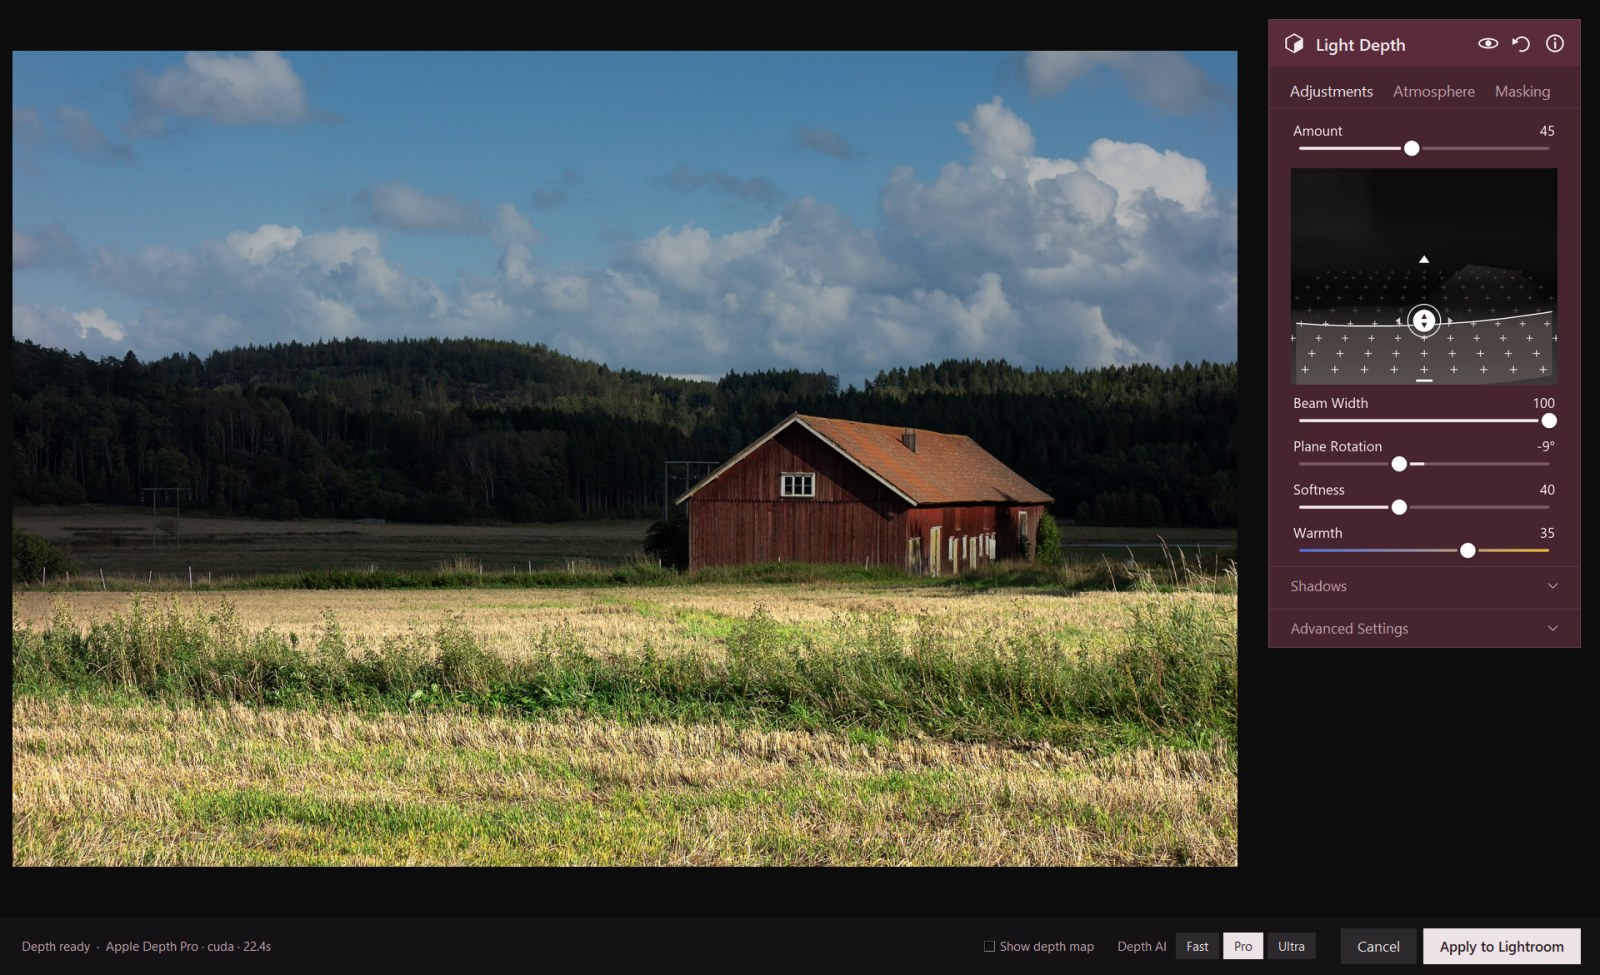 Light Depth
Adjustments Atmosphere Masking
Amount 45
Beam Width 100
Plane Rotation -9°
Softness 40
Warmth 35
Shadows
Advanced Settings
Depth ready · Apple Depth Pro · cuda · 22.4s Show depth map Depth AI Fast Pro Ultra Cancel Apply to Lightroom